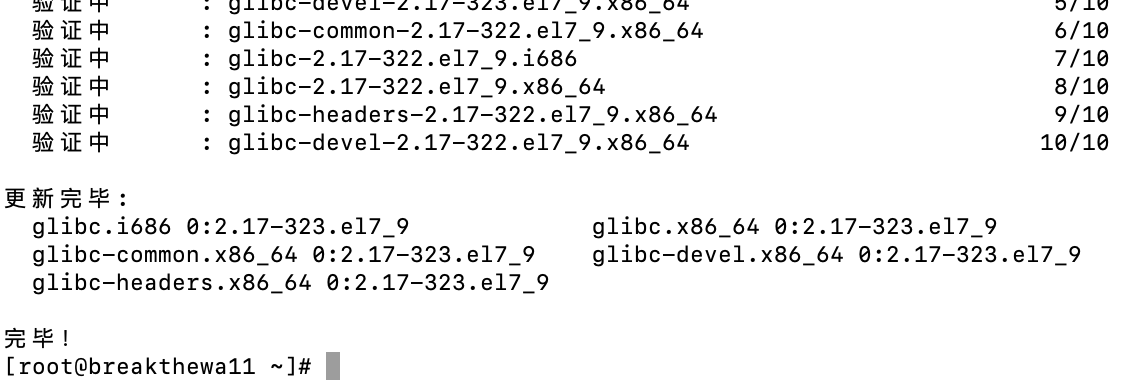 验证中 : glibc-devel-2.17-323.el7_9.x86_64 5/10
验证中 : glibc-common-2.17-322.el7_9.x86_64 6/10
验证中 : glibc-2.17-322.el7_9.i686 7/10
验证中 : glibc-2.17-322.el7_9.x86_64 8/10
验证中 : glibc-headers-2.17-322.el7_9.x86_64 9/10
验证中 : glibc-devel-2.17-322.el7_9.x86_64 10/10
更新完毕:
glibc.i686 0:2.17-323.el7_9 glibc.x86_64 0:2.17-323.el7_9
glibc-common.x86_64 0:2.17-323.el7_9 glibc-devel.x86_64 0:2.17-323.el7_9
glibc-headers.x86_64 0:2.17-323.el7_9
完毕！
[root@breakthewa11 ~]#